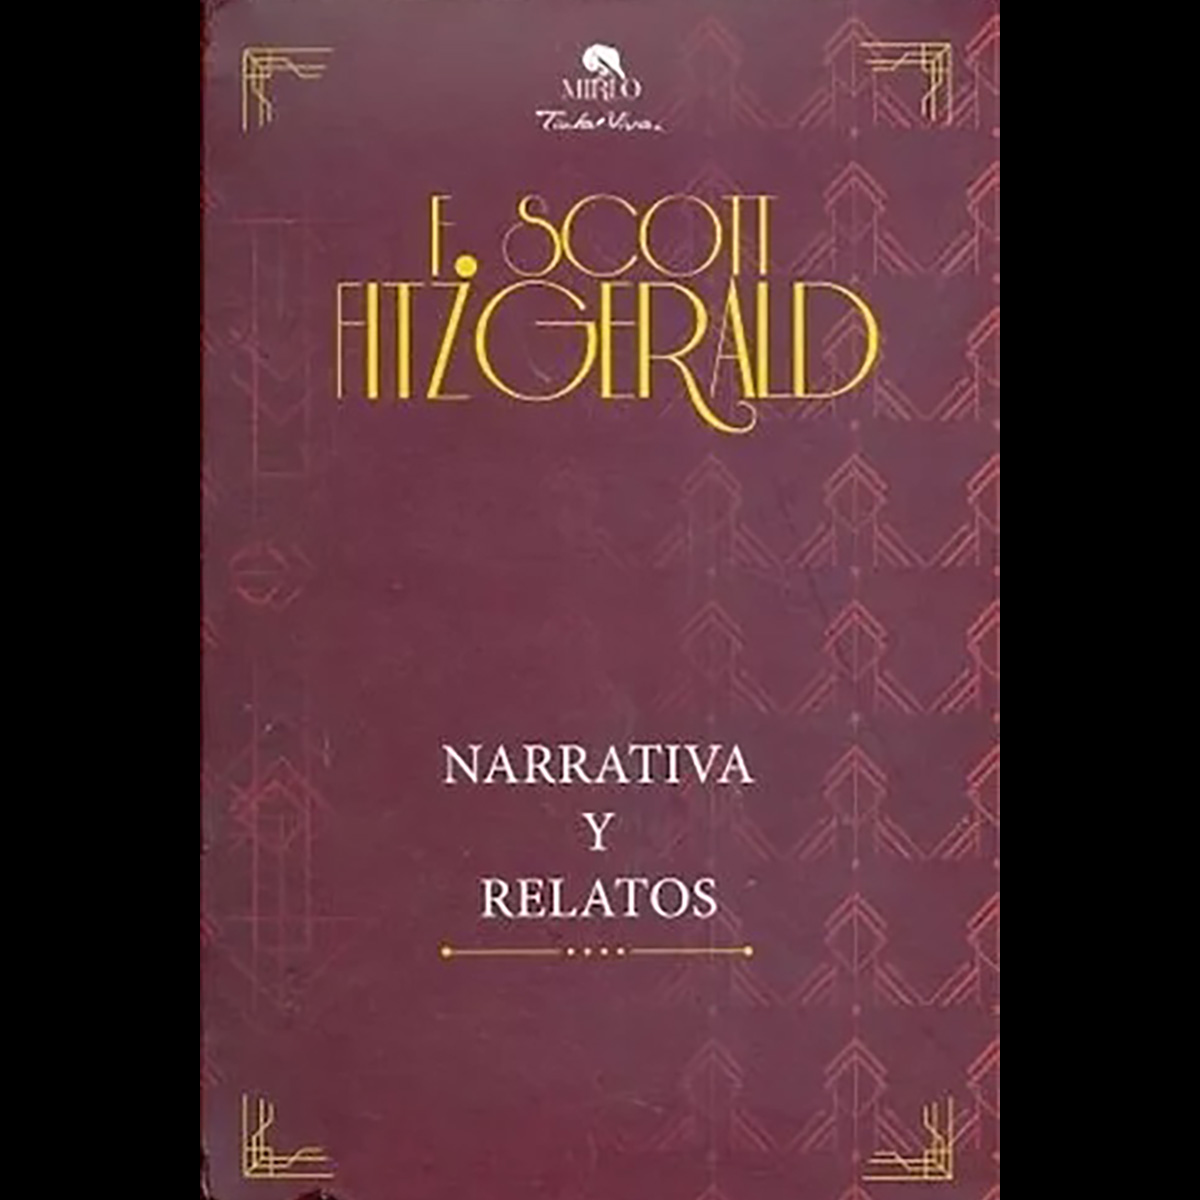 MIRLO
Tinta Viva
F. SCOTT
FITZGERALD
NARRATIVA
Y
RELATOS